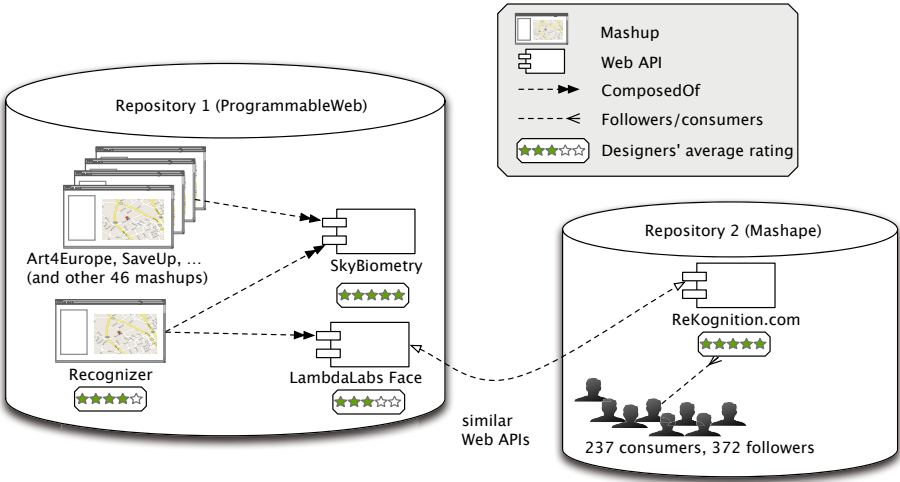 Mashup
Web API
ComposedOf
Followers/consumers
Designers' average rating
Repository 1 (ProgrammableWeb)
Art4Europe, SaveUp, ...
(and other 46 mashups)
SkyBiometry
Recognizer
LambdaLabs Face
similar
Web APIs
Repository 2 (Mashape)
ReKognition.com
237 consumers, 372 followers